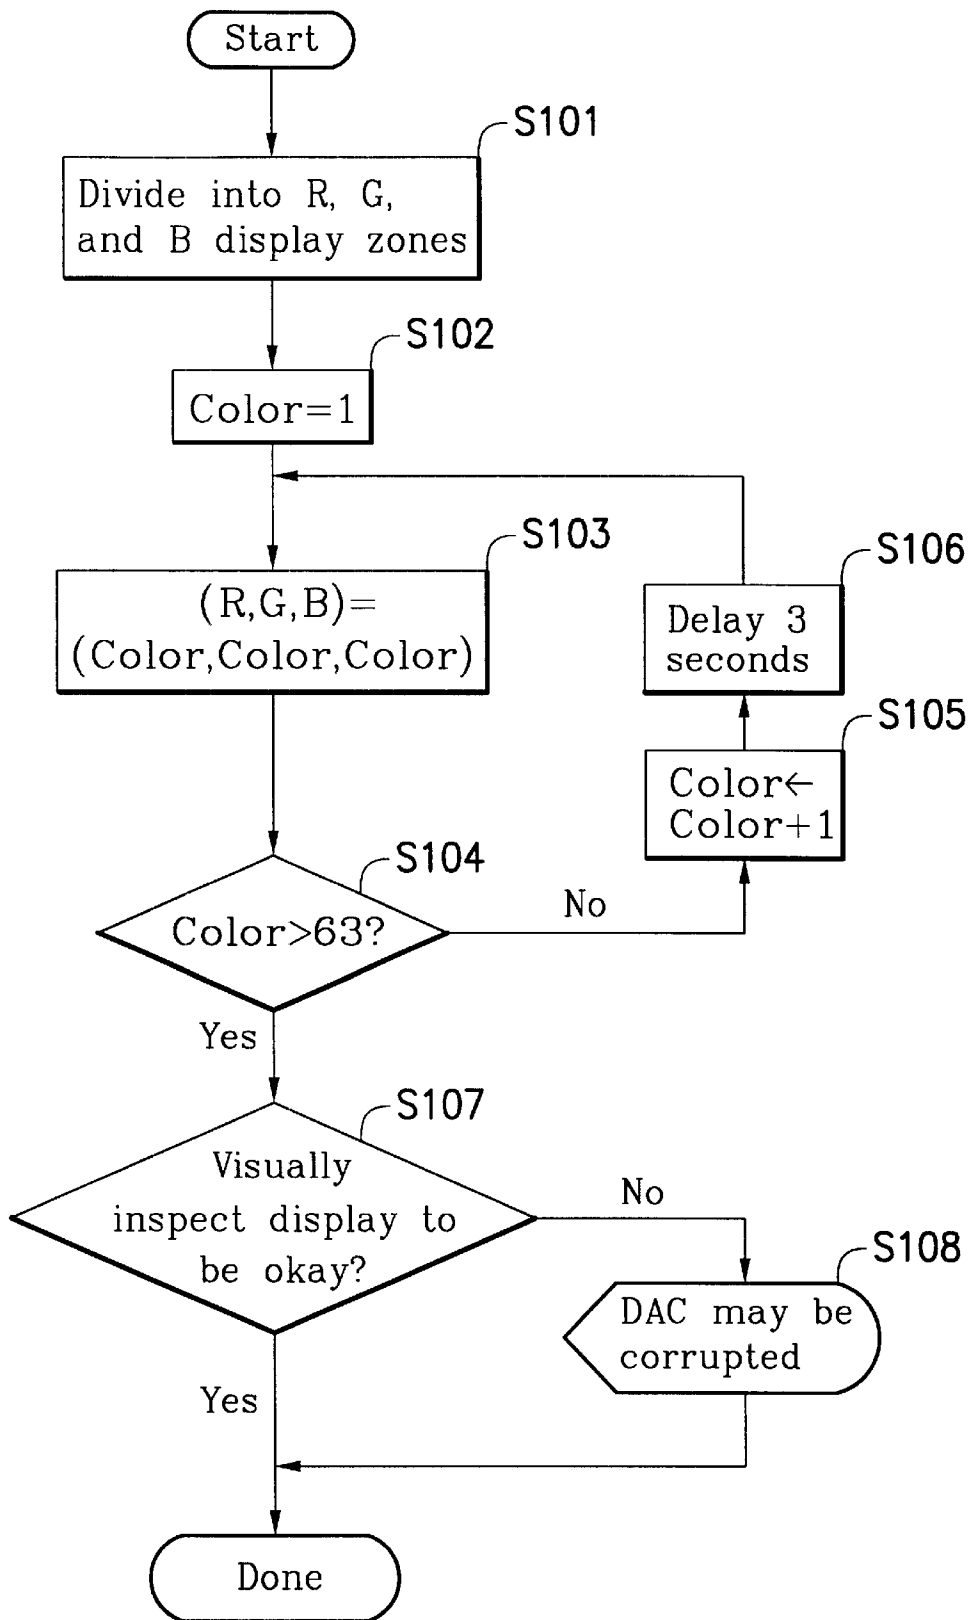 Start
S101
Divide into R, G,
and B display zones
S102
Color=1
S103
(R,G,B)=
(Color,Color,Color)
S106
Delay 3
seconds
S105
Color←
Color+1
S104
Color>63?
No
Yes
S107
Visually
inspect display to
be okay?
No
S108
DAC may be
corrupted
Yes
Done